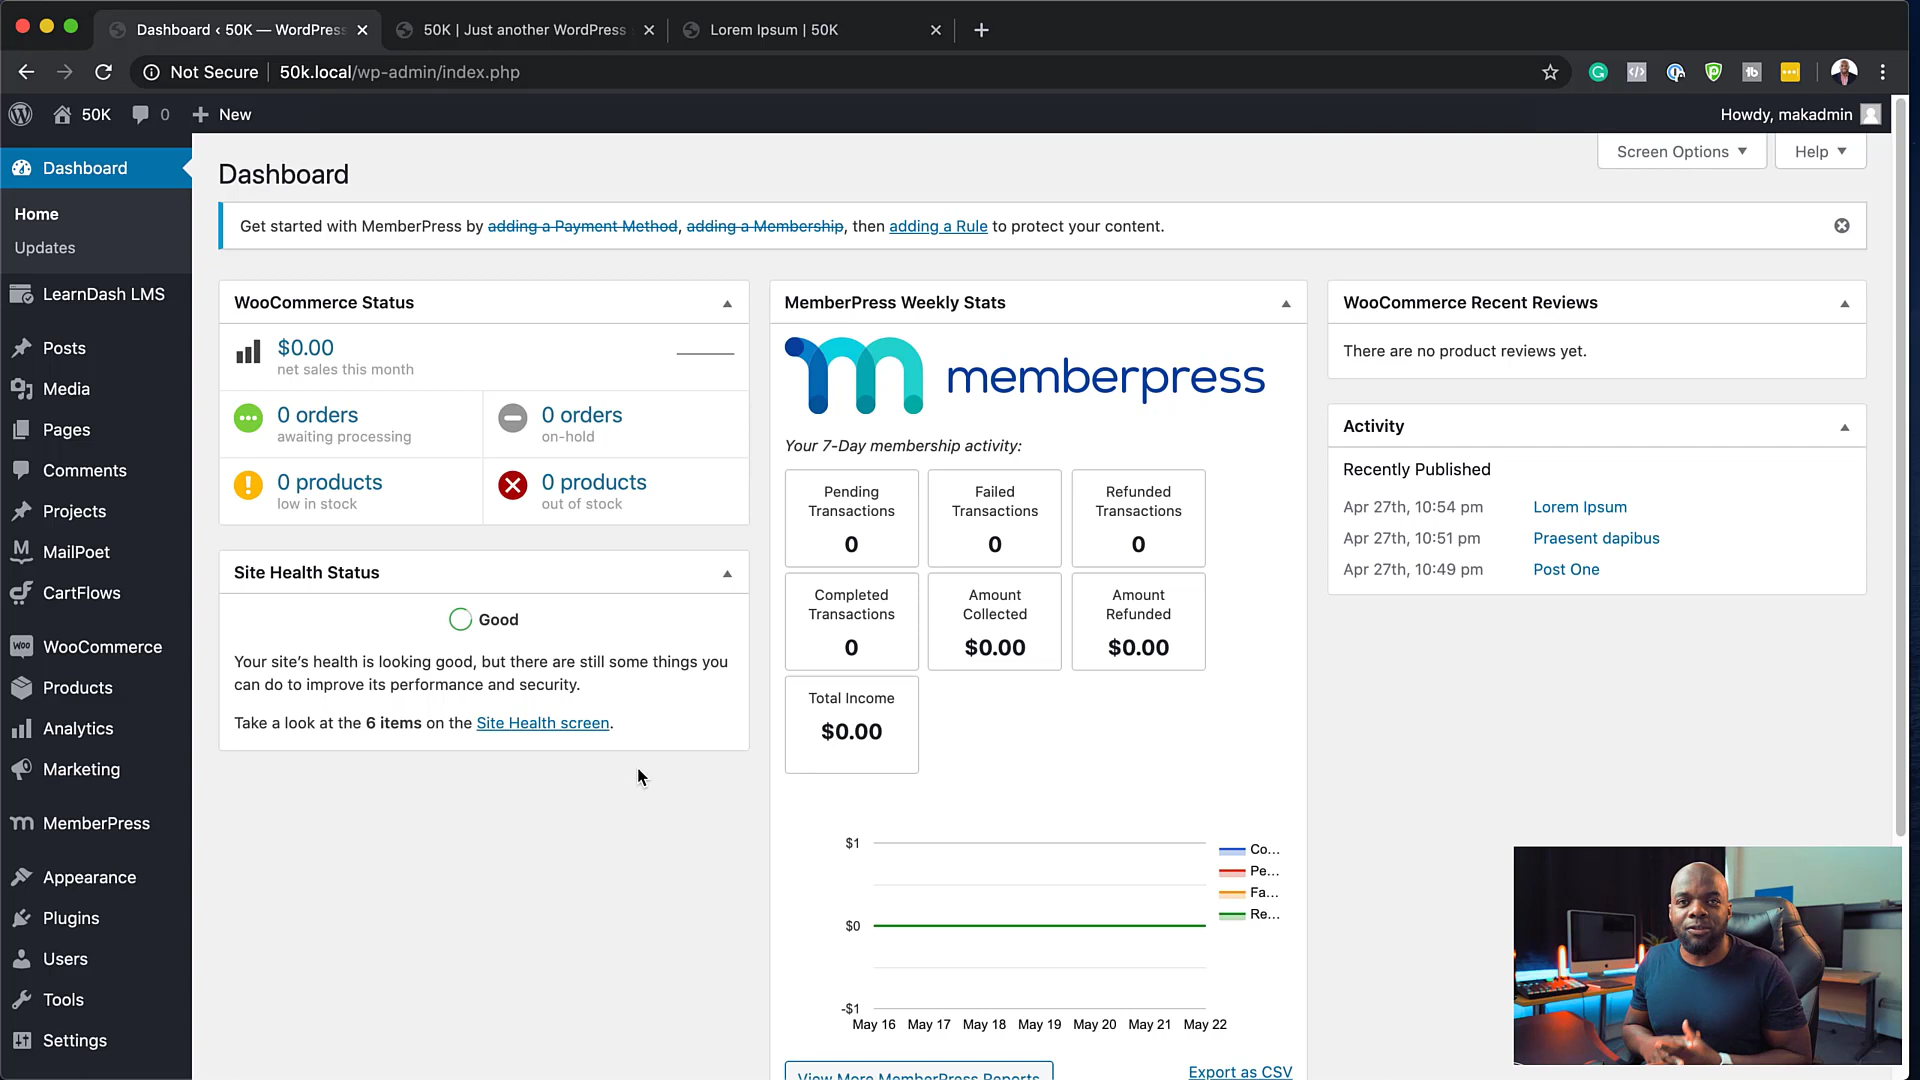 Dashboard ‹ 50K — WordPress
50K | Just another WordPress
Lorem Ipsum | 50K
Not Secure
50k.local/wp-admin/index.php
50K
0
New
Howdy, makadmin
Screen Options
Help
Dashboard
Home
Updates
LearnDash LMS
Posts
Media
Pages
Comments
Projects
MailPoet
CartFlows
WooCommerce
Products
Analytics
Marketing
MemberPress
Appearance
Plugins
Users
Tools
Settings
Dashboard
Get started with MemberPress by adding a Payment Method, adding a Membership, then adding a Rule to protect your content.
WooCommerce Status
$0.00
net sales this month
0 orders
awaiting processing
0 orders
on-hold
0 products
low in stock
0 products
out of stock
Site Health Status
Good
Your site's health is looking good, but there are still some things you
can do to improve its performance and security.
Take a look at the 6 items on the Site Health screen.
MemberPress Weekly Stats
memberpress
Your 7-Day membership activity:
Pending
Transactions
0
Failed
Transactions
0
Refunded
Transactions
0
Completed
Transactions
0
Amount
Collected
$0.00
Amount
Refunded
$0.00
Total Income
$0.00
$1
$0
-$1
May 16
May 17
May 18
May 19
May 20
May 21
May 22
Co...
Pe...
Fa...
Re...
View More MemberPress Reports
Export as CSV
WooCommerce Recent Reviews
There are no product reviews yet.
Activity
Recently Published
Apr 27th, 10:54 pm
Lorem Ipsum
Apr 27th, 10:51 pm
Praesent dapibus
Apr 27th, 10:49 pm
Post One